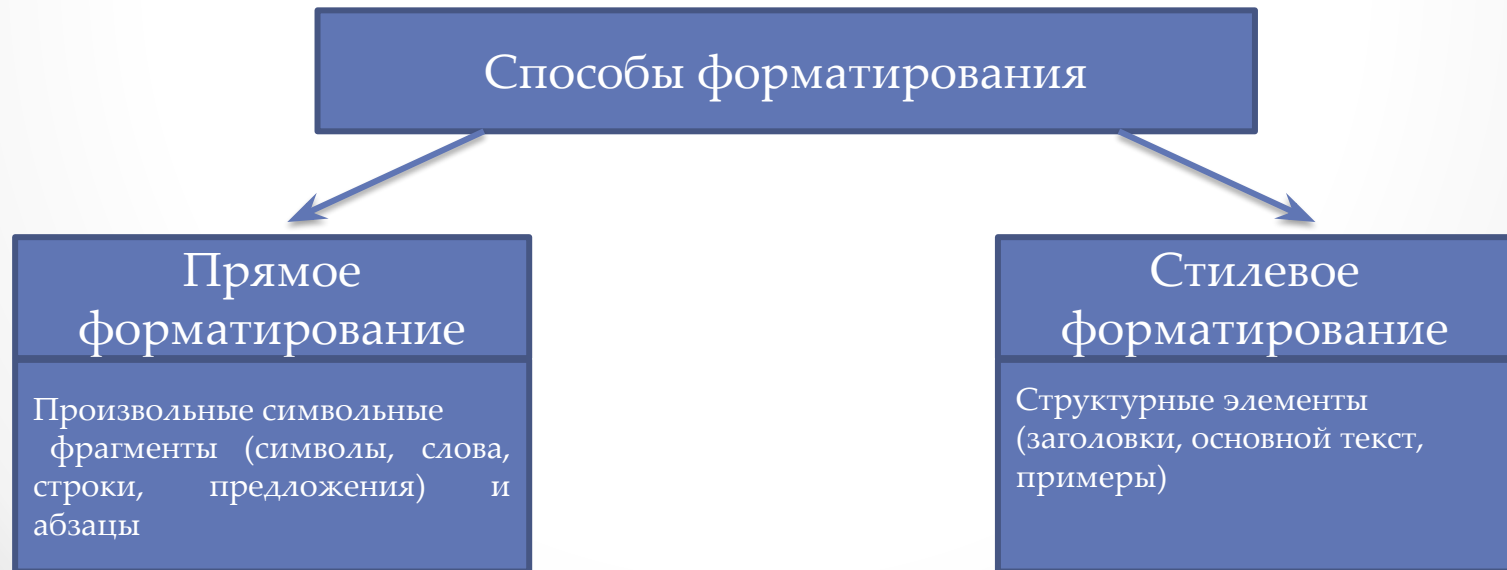 Способы форматирования
Прямое
форматирование
Произвольные символьные
фрагменты (символы, слова,
строки, предложения) и
абзацы
Стилевое
форматирование
Структурные элементы
(заголовки, основной текст,
примеры)